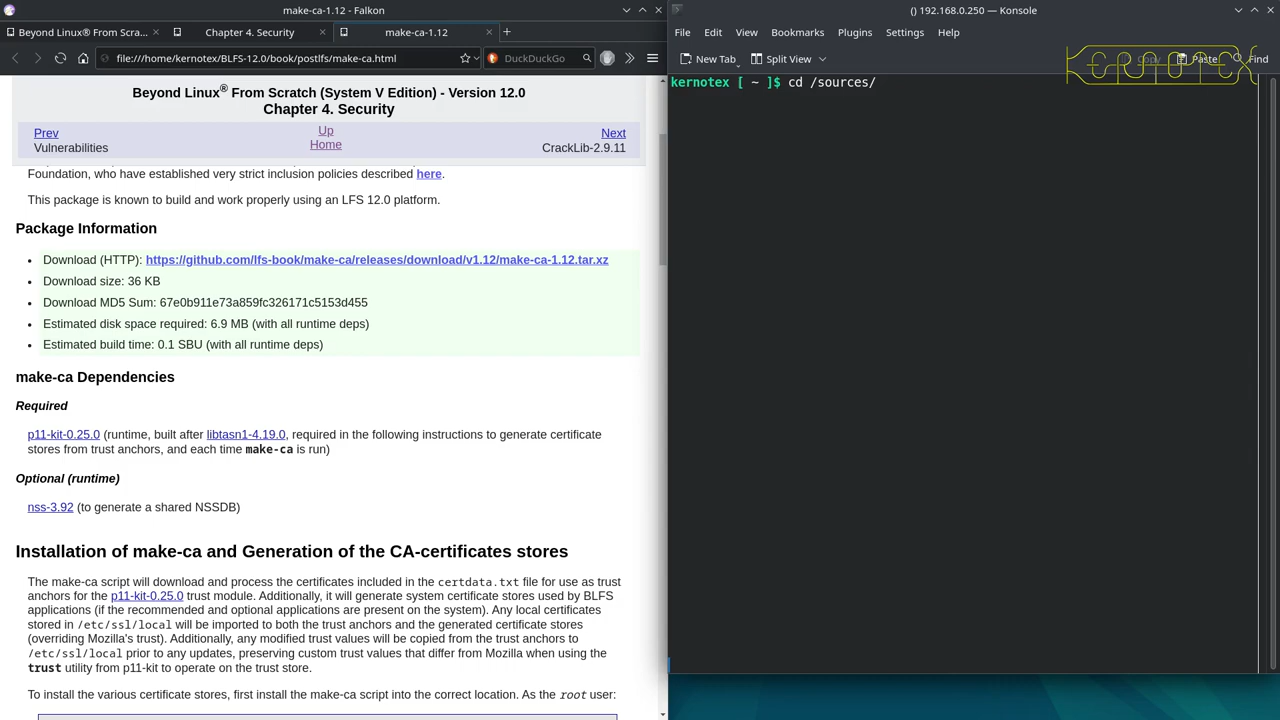 make-ca-1.12 - Falkon
Beyond Linux® From Scra...
Chapter 4. Security
make-ca-1.12
file:///home/kernotex/BLFS-12.0/book/postlfs/make-ca.html
DuckDuckGo
Beyond Linux® From Scratch (System V Edition) - Version 12.0
Chapter 4. Security
Prev
Up
Next
Vulnerabilities
Home
CrackLib-2.9.11
Foundation, who have established very strict inclusion policies described here.
This package is known to build and work properly using an LFS 12.0 platform.
Package Information
• Download (HTTP): https://github.com/lfs-book/make-ca/releases/download/v1.12/make-ca-1.12.tar.xz
• Download size: 36 KB
• Download MD5 Sum: 67e0b911e73a859fc326171c5153d455
• Estimated disk space required: 6.9 MB (with all runtime deps)
• Estimated build time: 0.1 SBU (with all runtime deps)
make-ca Dependencies
Required
p11-kit-0.25.0 (runtime, built after libtasn1-4.19.0, required in the following instructions to generate certificate
stores from trust anchors, and each time make-ca is run)
Optional (runtime)
nss-3.92 (to generate a shared NSSDB)
Installation of make-ca and Generation of the CA-certificates stores
The make-ca script will download and process the certificates included in the certdata.txt file for use as trust
anchors for the p11-kit-0.25.0 trust module. Additionally, it will generate system certificate stores used by BLFS
applications (if the recommended and optional applications are present on the system). Any local certificates
stored in /etc/ssl/local will be imported to both the trust anchors and the generated certificate stores
(overriding Mozilla's trust). Additionally, any modified trust values will be copied from the trust anchors to
/etc/ssl/local prior to any updates, preserving custom trust values that differ from Mozilla when using the
trust utility from p11-kit to operate on the trust store.
To install the various certificate stores, first install the make-ca script into the correct location. As the root user:
() 192.168.0.250 — Konsole
File Edit View Bookmarks Plugins Settings Help
New Tab Split View Copy Paste Find
KERNOTEX
kernotex [ ~ ]$ cd /sources/